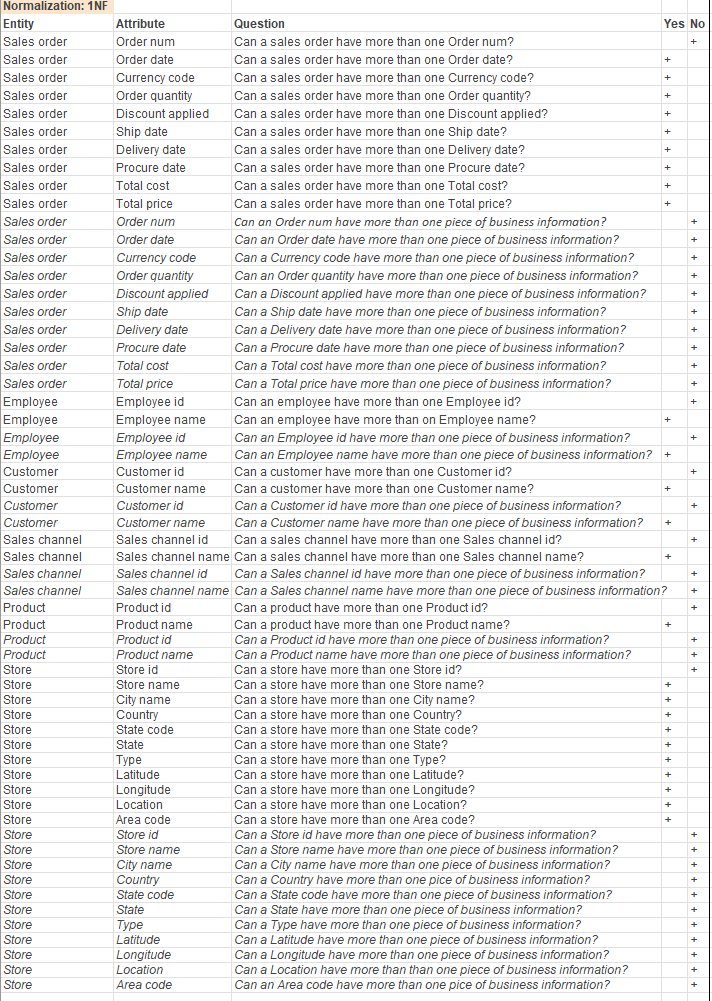 Normalization: 1NF
Entity Attribute Question Yes No
Sales order Order num Can a sales order have more than one Order num? +
Sales order Order date Can a sales order have more than one Order date? +
Sales order Currency code Can a sales order have more than one Currency code? +
Sales order Order quantity Can a sales order have more than one Order quantity? +
Sales order Discount applied Can a sales order have more than one Discount applied? +
Sales order Ship date Can a sales order have more than one Ship date? +
Sales order Delivery date Can a sales order have more than one Delivery date? +
Sales order Procure date Can a sales order have more than one Procure date? +
Sales order Total cost Can a sales order have more than one Total cost? +
Sales order Total price Can a sales order have more than one Total price? +
Sales order Order num Can an Order num have more than one piece of business information? +
Sales order Order date Can an Order date have more than one piece of business information? +
Sales order Currency code Can a Currency code have more than one piece of business information? +
Sales order Order quantity Can an Order quantity have more than one piece of business information? +
Sales order Discount applied Can a Discount applied have more than one piece of business information? +
Sales order Ship date Can a Ship date have more than one piece of business information? +
Sales order Delivery date Can a Delivery date have more than one piece of business information? +
Sales order Procure date Can a Procure date have more than one piece of business information? +
Sales order Total cost Can a Total cost have more than one piece of business information? +
Sales order Total price Can a Total price have more than one piece of business information? +
Employee Employee id Can an employee have more than one Employee id? +
Employee Employee name Can an employee have more than on Employee name? +
Employee Employee id Can an Employee id have more than one piece of business information? +
Employee Employee name Can an Employee name have more than one piece of business information? +
Customer Customer id Can a customer have more than one Customer id? +
Customer Customer name Can a customer have more than one Customer name? +
Customer Customer id Can a Customer id have more than one piece of business information? +
Customer Customer name Can a Customer name have more than one piece of business information? +
Sales channel Sales channel id Can a sales channel have more than one Sales channel id? +
Sales channel Sales channel name Can a sales channel have more than one Sales channel name? +
Sales channel Sales channel id Can a Sales channel id have more than one piece of business information? +
Sales channel Sales channel name Can a Sales channel name have more than one piece of business information? +
Product Product id Can a product have more than one Product id? +
Product Product name Can a product have more than one Product name? +
Product Product id Can a Product id have more than one piece of business information? +
Product Product name Can a Product name have more than one piece of business information? +
Store Store id Can a store have more than one Store id? +
Store Store name Can a store have more than one Store name? +
Store City name Can a store have more than one City name? +
Store Country Can a store have more than one Country? +
Store State code Can a store have more than one State code? +
Store State Can a store have more than one State? +
Store Type Can a store have more than one Type? +
Store Latitude Can a store have more than one Latitude? +
Store Longitude Can a store have more than one Longitude? +
Store Location Can a store have more than one Location? +
Store Area code Can a store have more than one Area code? +
Store Store id Can a Store id have more than one piece of business information? +
Store Store name Can a Store name have more than one piece of business information? +
Store City name Can a City name have more than one piece of business information? +
Store Country Can a Country have more than one pice of business information? +
Store State code Can a State code have more than one piece of business information? +
Store State Can a State have more than one piece of business information? +
Store Type Can a Type have more than one piece of business information? +
Store Latitude Can a Latitude have more than one piece of business information? +
Store Longitude Can a Longitude have more than one piece of business information? +
Store Location Can a Location have more than than one piece of business information? +
Store Area code Can an Area code have more than one pice of business information? +